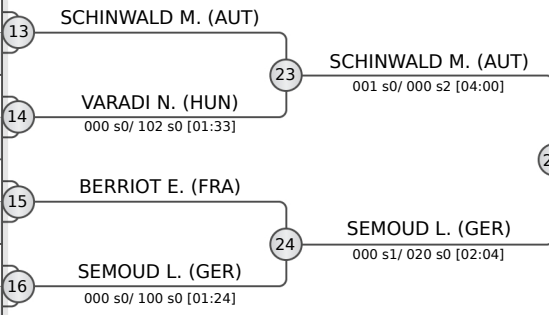 SCHINWALD M. (AUT)
13
23
SCHINWALD M. (AUT)
001 s0/ 000 s2 [04:00]
VARADI N. (HUN)
14
000 s0/ 102 s0 [01:33]
BERRIOT E. (FRA)
15
24
SEMOUD L. (GER)
000 s1/ 020 s0 [02:04]
SEMOUD L. (GER)
16
000 s0/ 100 s0 [01:24]